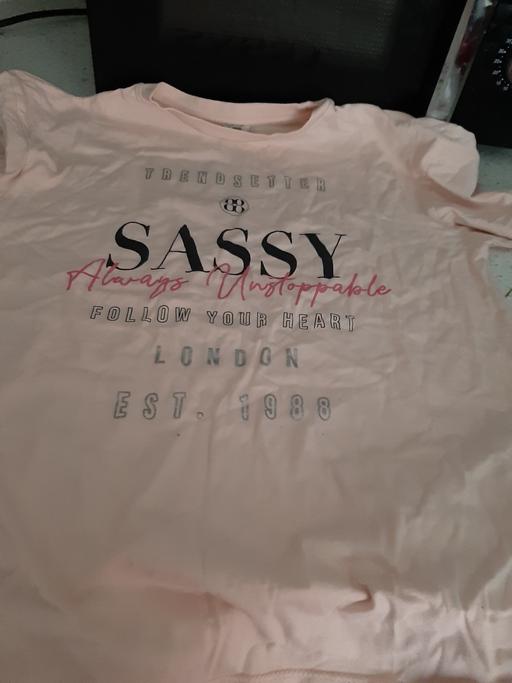 TRENDSETTER
88
SASSY
Always Unstoppable
FOLLOW YOUR HEART
LONDON
EST. 1988